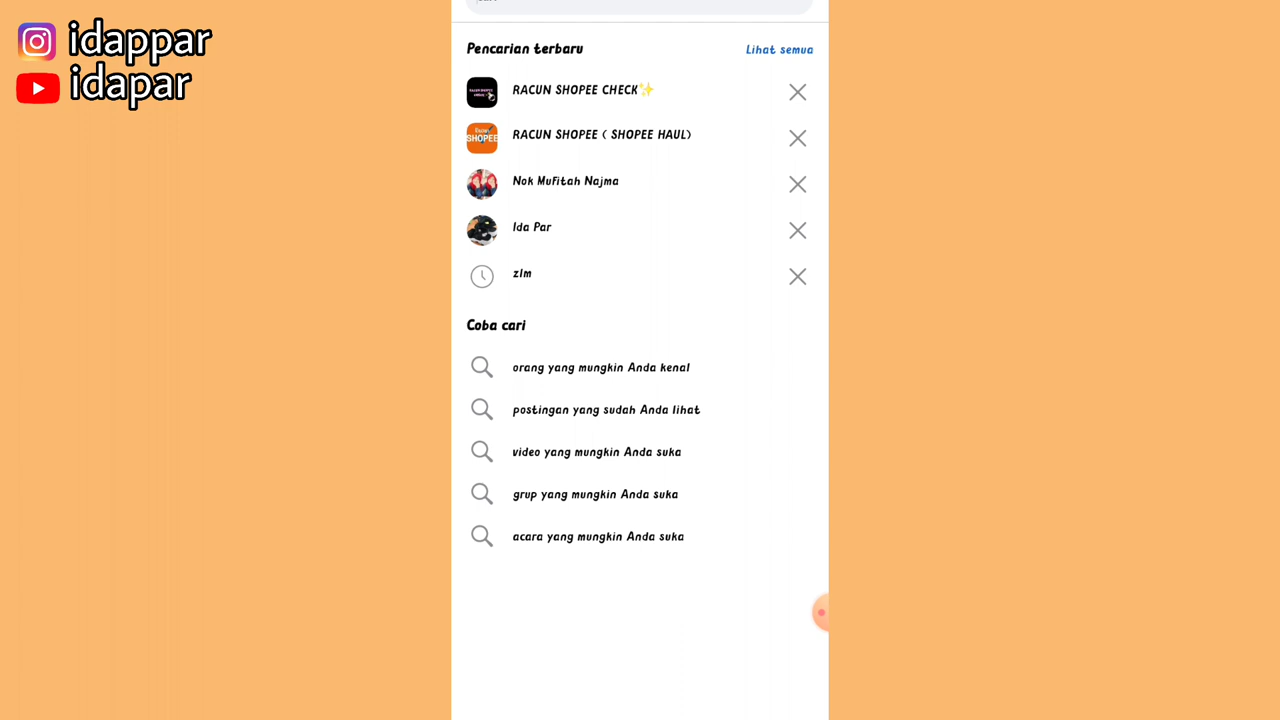 idappar
idapar
Pencarian terbaru
Lihat semua
RACUN SHOPEE CHECK✨
RACUN SHOPEE ( SHOPEE HAUL)
SHOPEE
Nok Mufitah Najma
Ida Par
zlm
Coba cari
orang yang mungkin Anda kenal
postingan yang sudah Anda lihat
video yang mungkin Anda suka
grup yang mungkin Anda suka
acara yang mungkin Anda suka